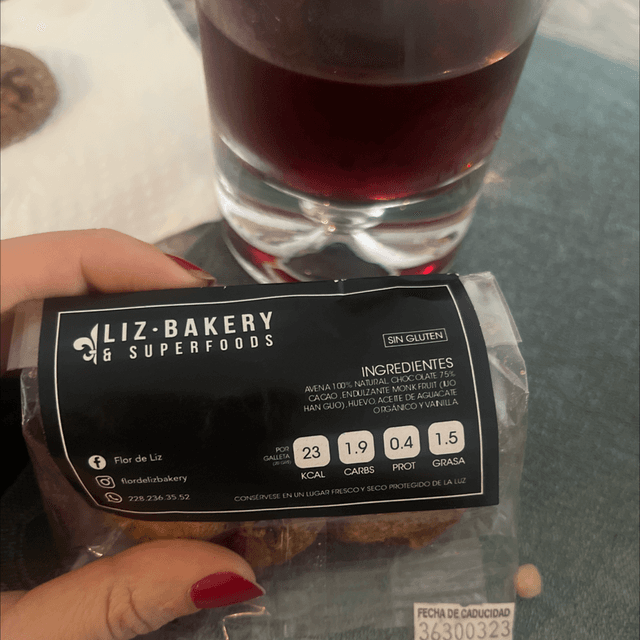 LIZ·BAKERY
& SUPERFOODS
SIN GLUTEN
INGREDIENTES
AVENA 100% NATURAL, CHOCOLATE 75%
CACAO, ENDULZANTE MONKFRUIT (LUO
HAN GUO), HUEVO, ACEITE DE AGUACATE
ORGÁNICO Y VAINILLA.
POR
GALLETA
23
1.9
0.4
1.5
KCAL
CARBS
PROT
GRASA
Flor de Liz
flordelizbakery
228.236.35.52
CONSÉRVESE EN UN LUGAR FRESCO Y SECO PROTEGIDO DE LA LUZ
FECHA DE CADUCIDAD
36300323